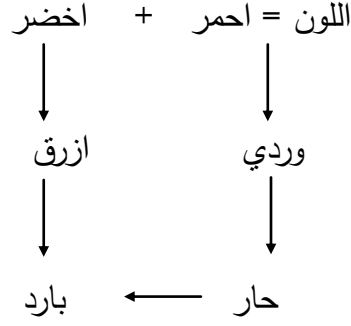 اللون = احمر + اخضر
وردي ازرق
حار بارد